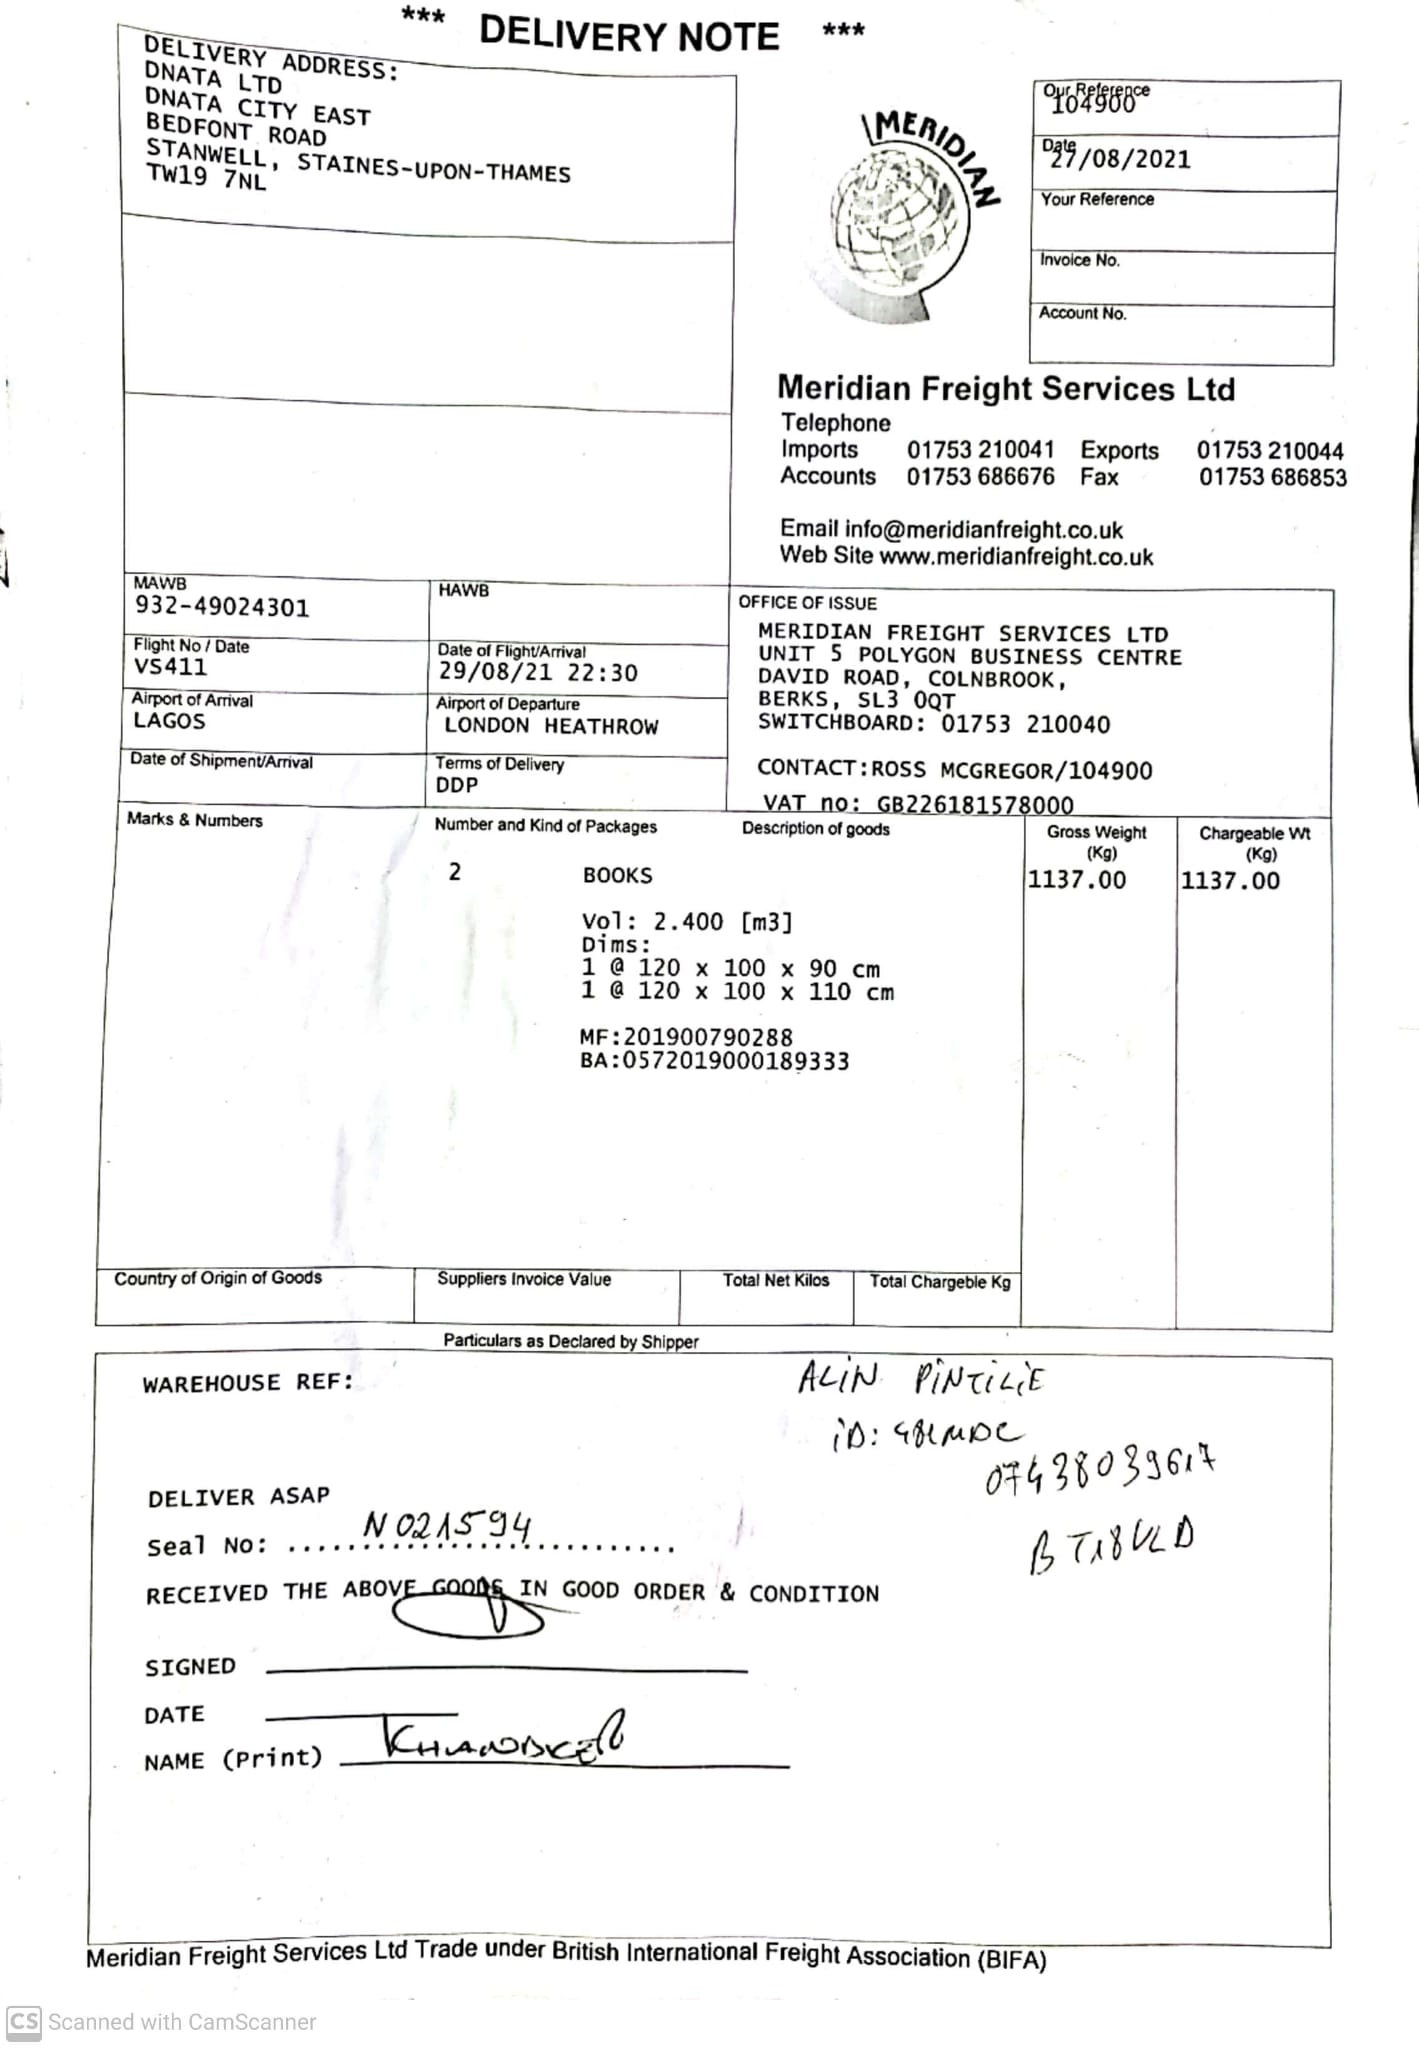 *** DELIVERY NOTE ***
DELIVERY ADDRESS:
DNATA LTD
DNATA CITY EAST
BEDFONT ROAD
STANWELL, STAINES-UPON-THAMES
TW19 7NL
MERIDIAN
Our Reference
104900
Date
27/08/2021
Your Reference
Invoice No.
Account No.
Meridian Freight Services Ltd
Telephone
Imports 01753 210041 Exports 01753 210044
Accounts 01753 686676 Fax 01753 686853
Email info@meridianfreight.co.uk
Web Site www.meridianfreight.co.uk
MAWB
932-49024301
HAWB
Flight No / Date
VS411
Date of Flight/Arrival
29/08/21 22:30
Airport of Arrival
LAGOS
Airport of Departure
LONDON HEATHROW
Date of Shipment/Arrival
Terms of Delivery
DDP
OFFICE OF ISSUE
MERIDIAN FREIGHT SERVICES LTD
UNIT 5 POLYGON BUSINESS CENTRE
DAVID ROAD, COLNBROOK,
BERKS, SL3 0QT
SWITCHBOARD: 01753 210040
CONTACT:ROSS MCGREGOR/104900
VAT no: GB226181578000
Marks & Numbers
Number and Kind of Packages
Description of goods
Gross Weight
(Kg)
Chargeable Wt
(Kg)
2 BOOKS 1137.00 1137.00
Vol: 2.400 [m3]
Dims:
1 @ 120 x 100 x 90 cm
1 @ 120 x 100 x 110 cm
MF:201900790288
BA:0572019000189333
Country of Origin of Goods
Suppliers Invoice Value
Total Net Kilos
Total Chargeble Kg
Particulars as Declared by Shipper
WAREHOUSE REF:
ALIN PINTILIE
ID:
07438039617
BT18VLD
DELIVER ASAP
Seal No: N021594
RECEIVED THE ABOVE GOODS IN GOOD ORDER & CONDITION
SIGNED
DATE
NAME (Print)
Meridian Freight Services Ltd Trade under British International Freight Association (BIFA)
CS Scanned with CamScanner